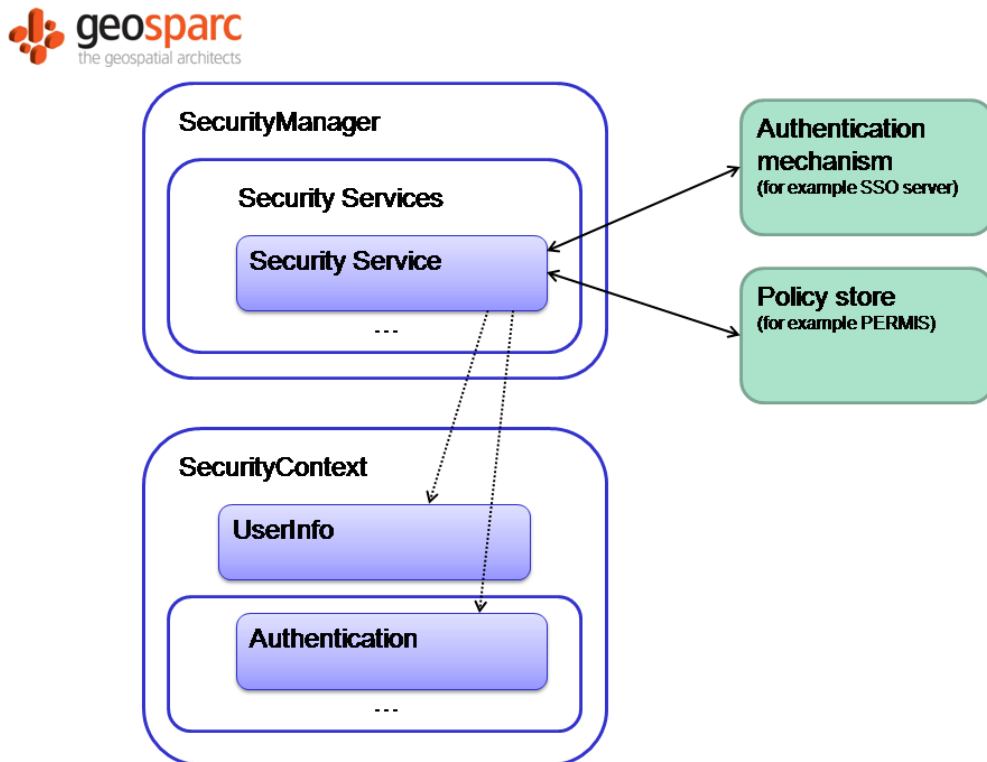 geosparc
the geospatial architects
SecurityManager
Security Services
Security Service
...
Authentication
mechanism
(for example SSO server)
Policy store
(for example PERMIS)
SecurityContext
UserInfo
Authentication
...